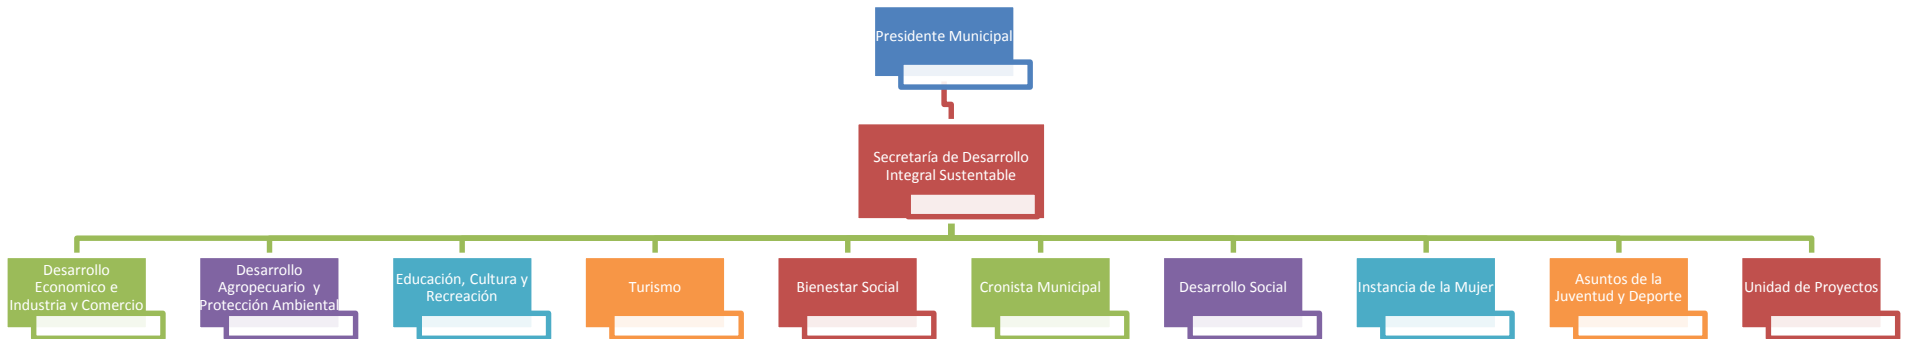 Presidente Municipal
Secretaría de Desarrollo
Integral Sustentable
Desarrollo
Economico e
Industria y Comercio
Desarrollo
Agropecuario y
Protección Ambiental
Educación, Cultura y
Recreación
Turismo
Bienestar Social
Cronista Municipal
Desarrollo Social
Instancia de la Mujer
Asuntos de la
Juventud y Deporte
Unidad de Proyectos